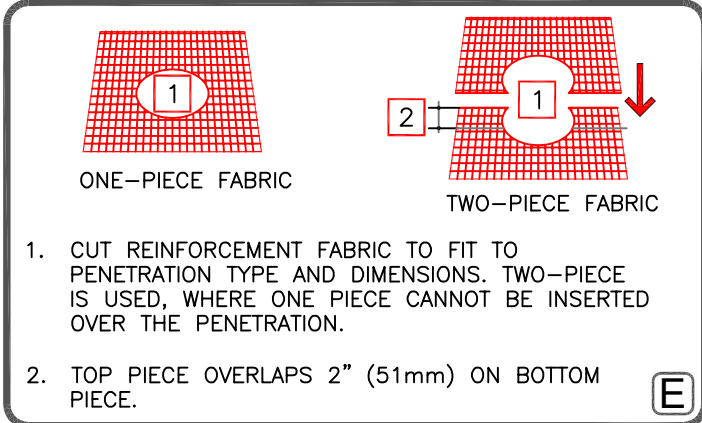 1
ONE-PIECE FABRIC
1
2
TWO-PIECE FABRIC
1. CUT REINFORCEMENT FABRIC TO FIT TO
PENETRATION TYPE AND DIMENSIONS. TWO-PIECE
IS USED, WHERE ONE PIECE CANNOT BE INSERTED
OVER THE PENETRATION.
2. TOP PIECE OVERLAPS 2" (51mm) ON BOTTOM
PIECE.
E